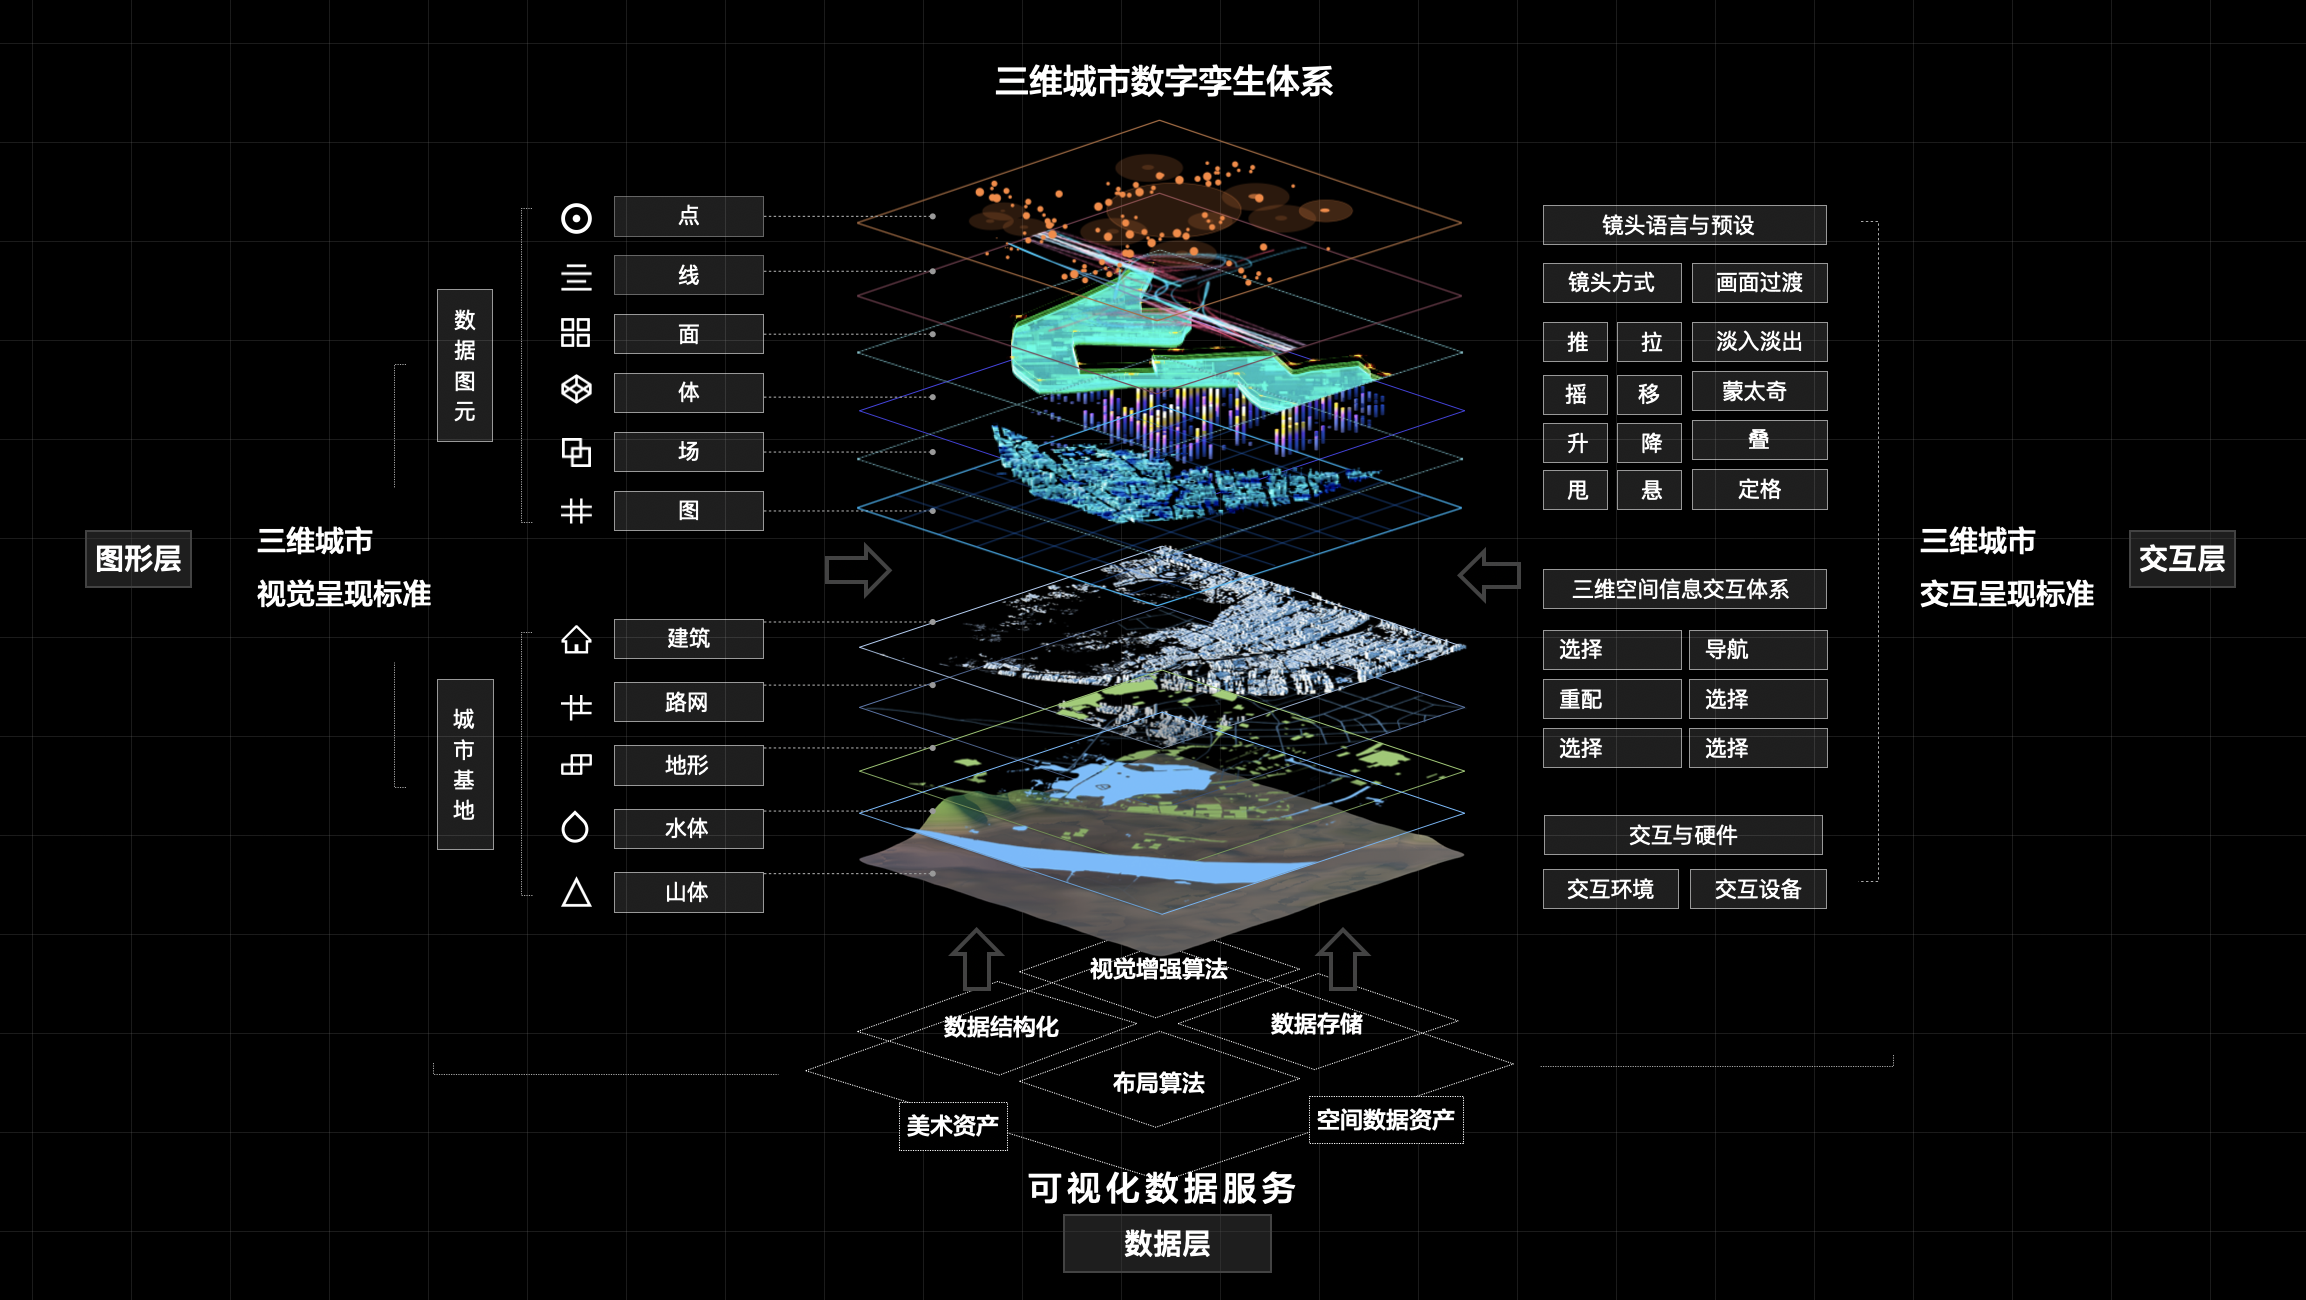 三维城市数字孪生体系
图形层
三维城市
视觉呈现标准
数据图元
点
线
面
体
场
图
城市基地
建筑
路网
地形
水体
山体
镜头语言与预设
镜头方式
画面过渡
推
拉
淡入淡出
摇
移
蒙太奇
升
降
叠
甩
悬
定格
三维空间信息交互体系
选择
导航
重配
选择
选择
选择
交互与硬件
交互环境
交互设备
三维城市
交互呈现标准
交互层
视觉增强算法
数据结构化
数据存储
布局算法
美术资产
空间数据资产
可视化数据服务
数据层